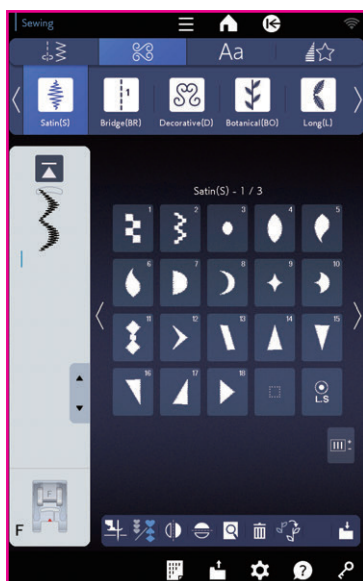 Sewing
Aa
1
Satin(S) Bridge(BR) Decorative(D) Botanical(BO) Long(L)
Satin(S) - 1 / 3
1 2 3 4 5
6 7 8 9 10
11 12 13 14 15
16 17 18
L.S
F
F
?